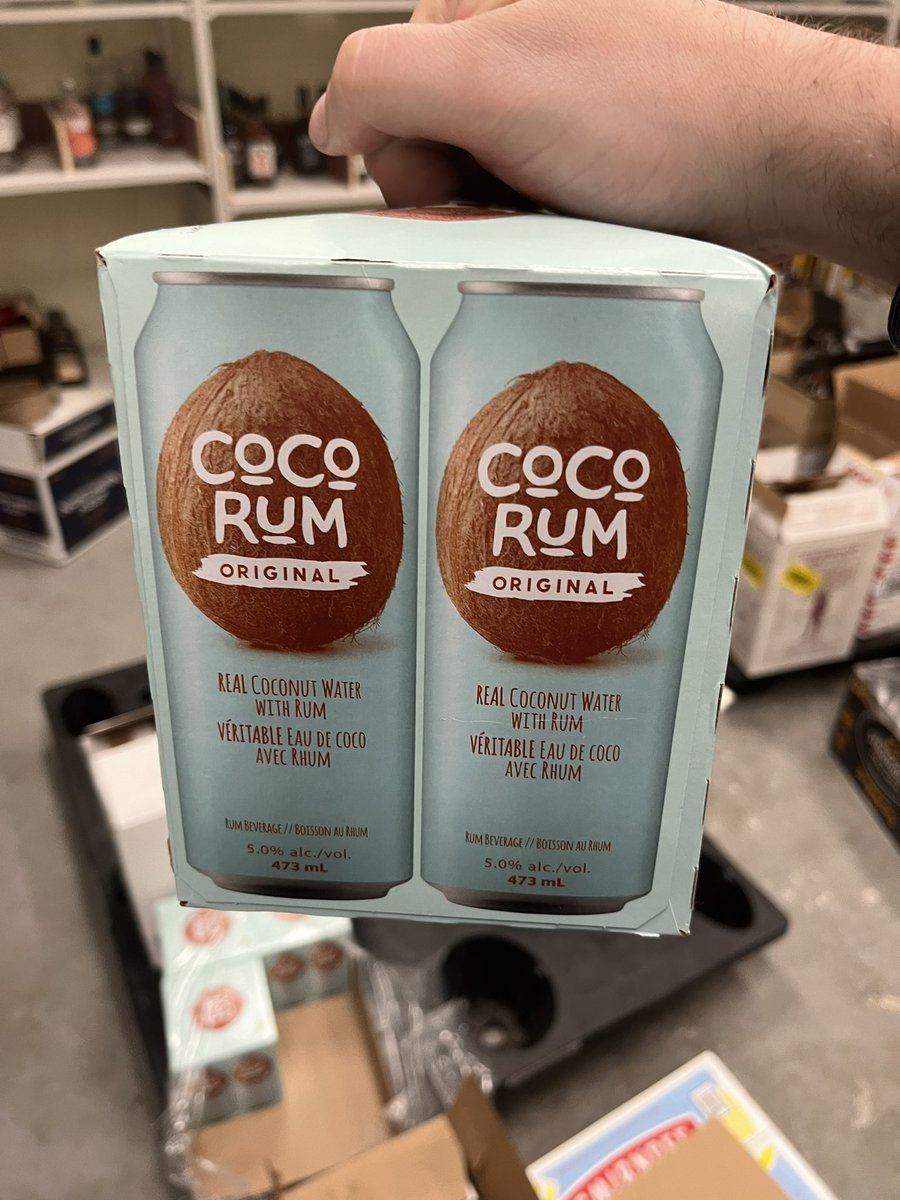 COCO
RUM
ORIGINAL
REAL COCONUT WATER
WITH RUM
VÉRITABLE EAU DE COCO
AVEC RHUM
RUM BEVERAGE // BOISSON AU RHUM
5.0% alc./vol.
473 mL
COCO
RUM
ORIGINAL
REAL COCONUT WATER
WITH RUM
VÉRITABLE EAU DE COCO
AVEC RHUM
RUM BEVERAGE // BOISSON AU RHUM
5.0% alc./vol.
473 mL